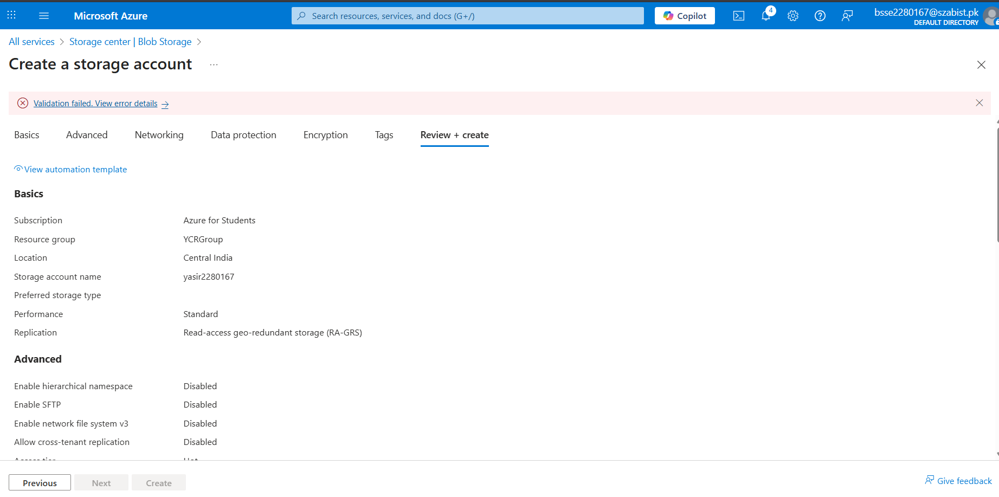 Microsoft Azure
Search resources, services, and docs (G+/)
Copilot
4
bsse2280167@szabist.pk
DEFAULT DIRECTORY
All services > Storage center | Blob Storage >
Create a storage account ...
Validation failed. View error details →
Basics Advanced Networking Data protection Encryption Tags Review + create
View automation template
Basics
Subscription Azure for Students
Resource group YCRGroup
Location Central India
Storage account name yasir2280167
Preferred storage type
Performance Standard
Replication Read-access geo-redundant storage (RA-GRS)
Advanced
Enable hierarchical namespace Disabled
Enable SFTP Disabled
Enable network file system v3 Disabled
Allow cross-tenant replication Disabled
Access tier Hot
Previous Next Create
Give feedback